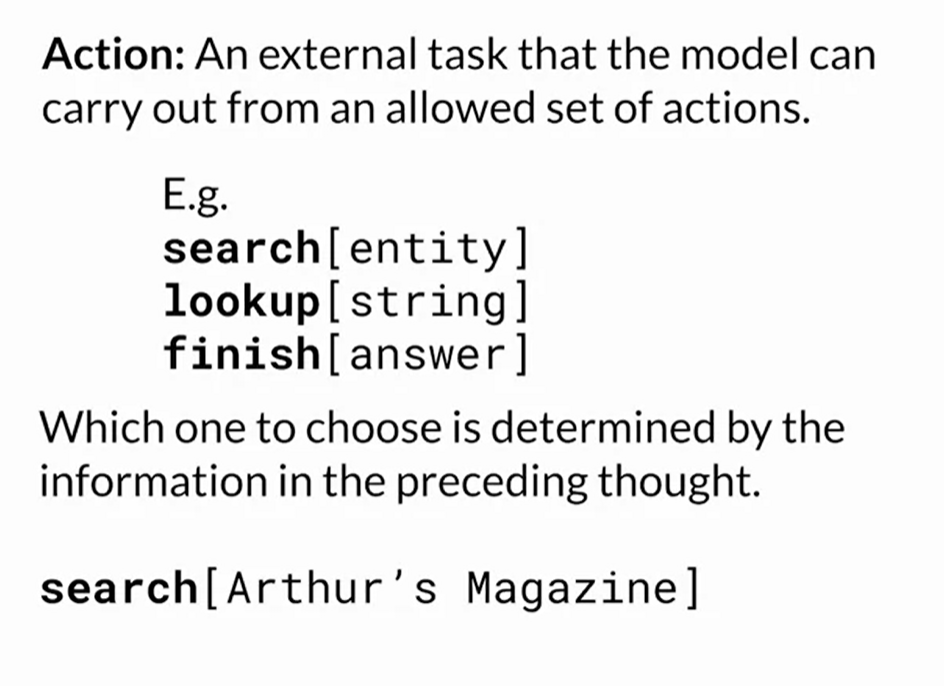 Action: An external task that the model can
carry out from an allowed set of actions.
E.g.
search[entity]
lookup[string]
finish[answer]
Which one to choose is determined by the
information in the preceding thought.
search[Arthur's Magazine]